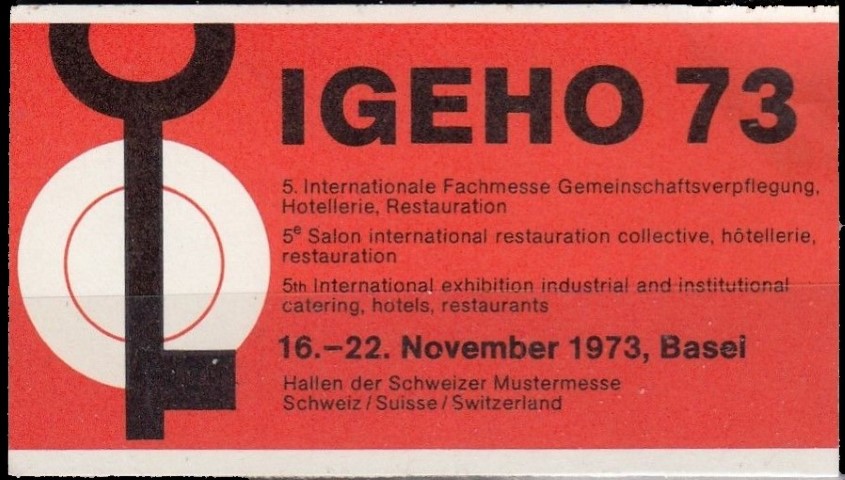 IGEHO 73
5. Internationale Fachmesse Gemeinschaftsverpflegung,
Hotellerie, Restauration
5e Salon international restauration collective, hôtellerie,
restauration
5th International exhibition industrial and institutional
catering, hotels, restaurants
16.–22. November 1973, Basel
Hallen der Schweizer Mustermesse
Schweiz / Suisse / Switzerland